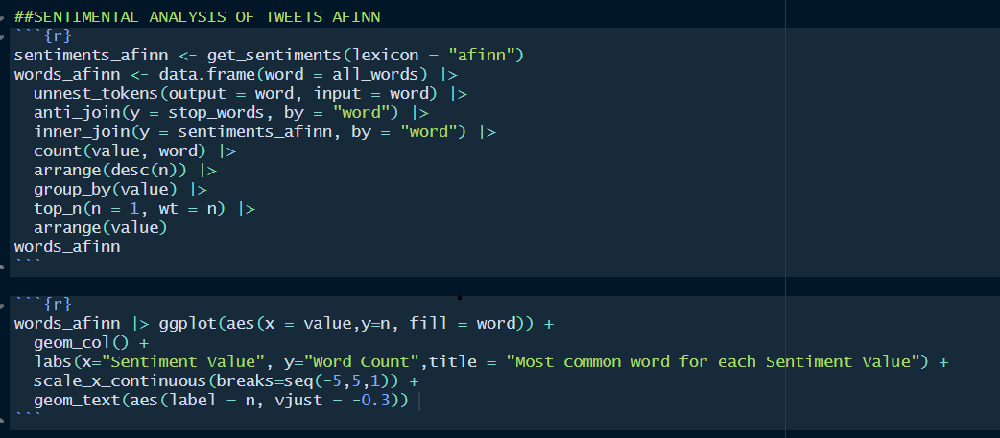 ##SENTIMENTAL ANALYSIS OF TWEETS AFINN
```{r}
sentiments_afinn <- get_sentiments(lexicon = "afinn")
words_afinn <- data.frame(word = all_words) |>
  unnest_tokens(output = word, input = word) |>
  anti_join(y = stop_words, by = "word") |>
  inner_join(y = sentiments_afinn, by = "word") |>
  count(value, word) |>
  arrange(desc(n)) |>
  group_by(value) |>
  top_n(n = 1, wt = n) |>
  arrange(value)
words_afinn
```
```{r}
words_afinn |> ggplot(aes(x = value,y=n, fill = word)) +
  geom_col() +
  labs(x="Sentiment Value", y="Word Count",title = "Most common word for each Sentiment Value") +
  scale_x_continuous(breaks=seq(-5,5,1)) +
  geom_text(aes(label = n, vjust = -0.3))
```